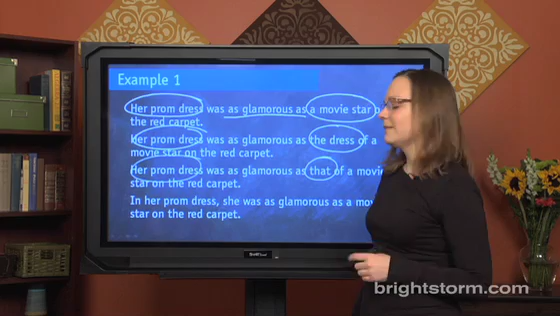 Example 1
Her prom dress was as glamorous as a movie star
the red carpet.
Her prom dress was as glamorous as the dress of a
movie star on the red carpet.
Her prom dress was as glamorous as that of a movie
star on the red carpet.
In her prom dress, she was as glamorous as a mov
star on the red carpet.
brightstorm.com